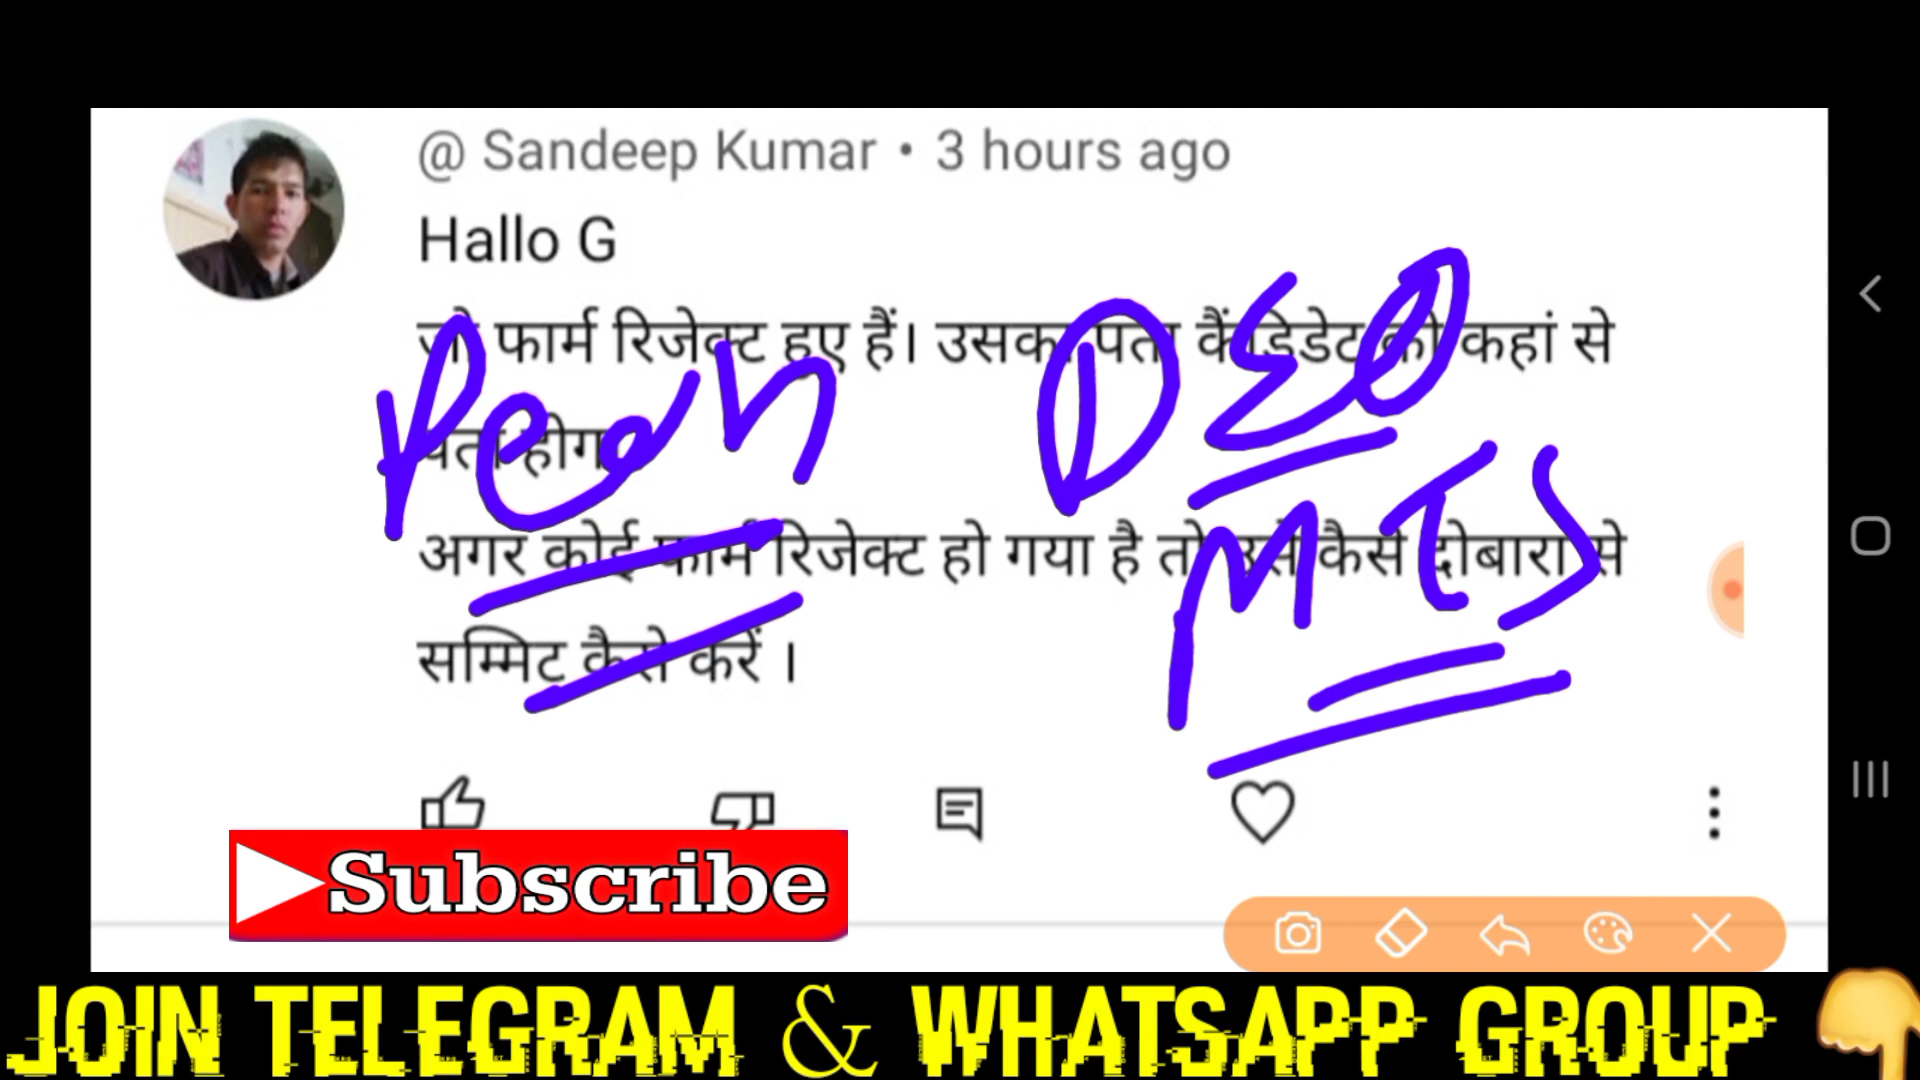 @ Sandeep Kumar • 3 hours ago
Hallo G
जो फार्म रिजेक्ट हुए हैं। उसका पता कैंडिडेट को कहां से
पता होगा
अगर कोई फार्म रिजेक्ट हो गया है तो उसे कैसे दोबारा से
सम्मिट कैसे करें ।
Pean
DEO
MTS
Subscribe
JOIN TELEGRAM & WHATSAPP GROUP